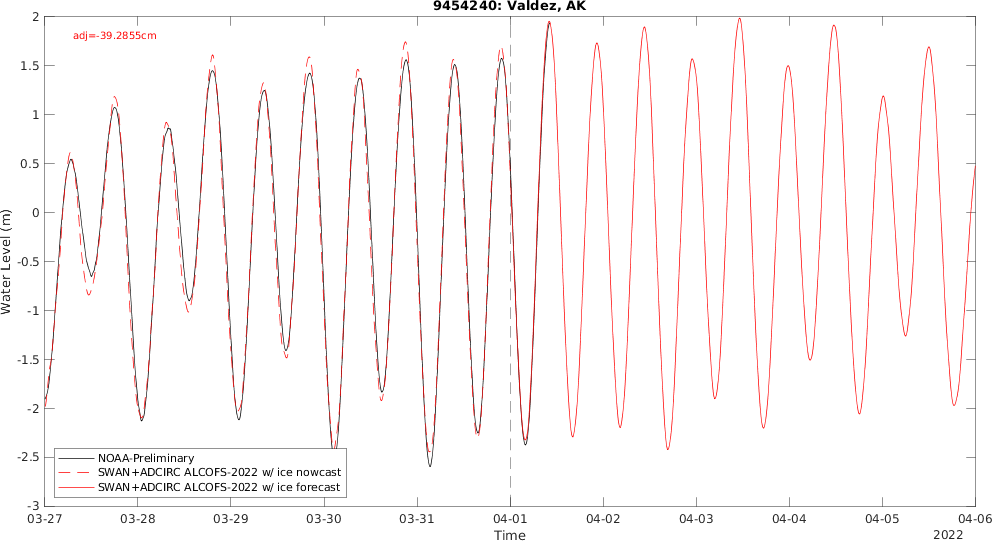 9454240: Valdez, AK
adj=-39.2855cm
2
1.5
1
0.5
0
-0.5
-1
-1.5
-2
-2.5
-3
Water Level (m)
NOAA-Preliminary
SWAN+ADCIRC ALCOFS-2022 w/ ice nowcast
SWAN+ADCIRC ALCOFS-2022 w/ ice forecast
03-27 03-28 03-29 03-30 03-31 04-01 04-02 04-03 04-04 04-05 04-06
Time
2022